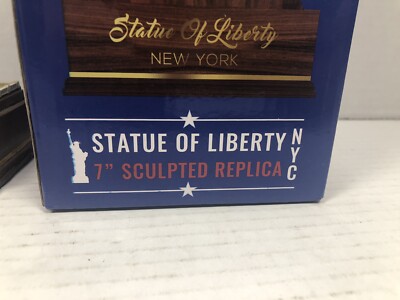 Statue Of Liberty
NEW YORK
STATUE OF LIBERTY
7" SCULPTED REPLICA
NYC